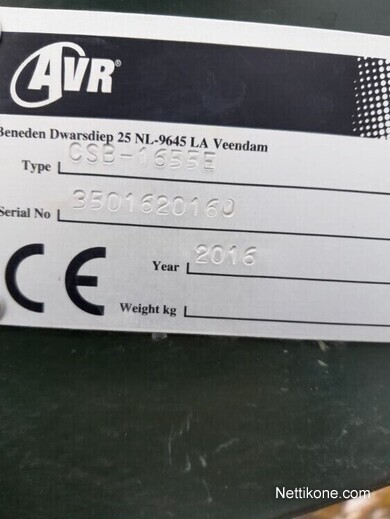 AVR®
Beneden Dwarsdiep 25 NL-9645 LA Veendam
Type CSB-1655E
Serial No 3501620160
Year 2016
CE
Weight kg
Nettikone.com